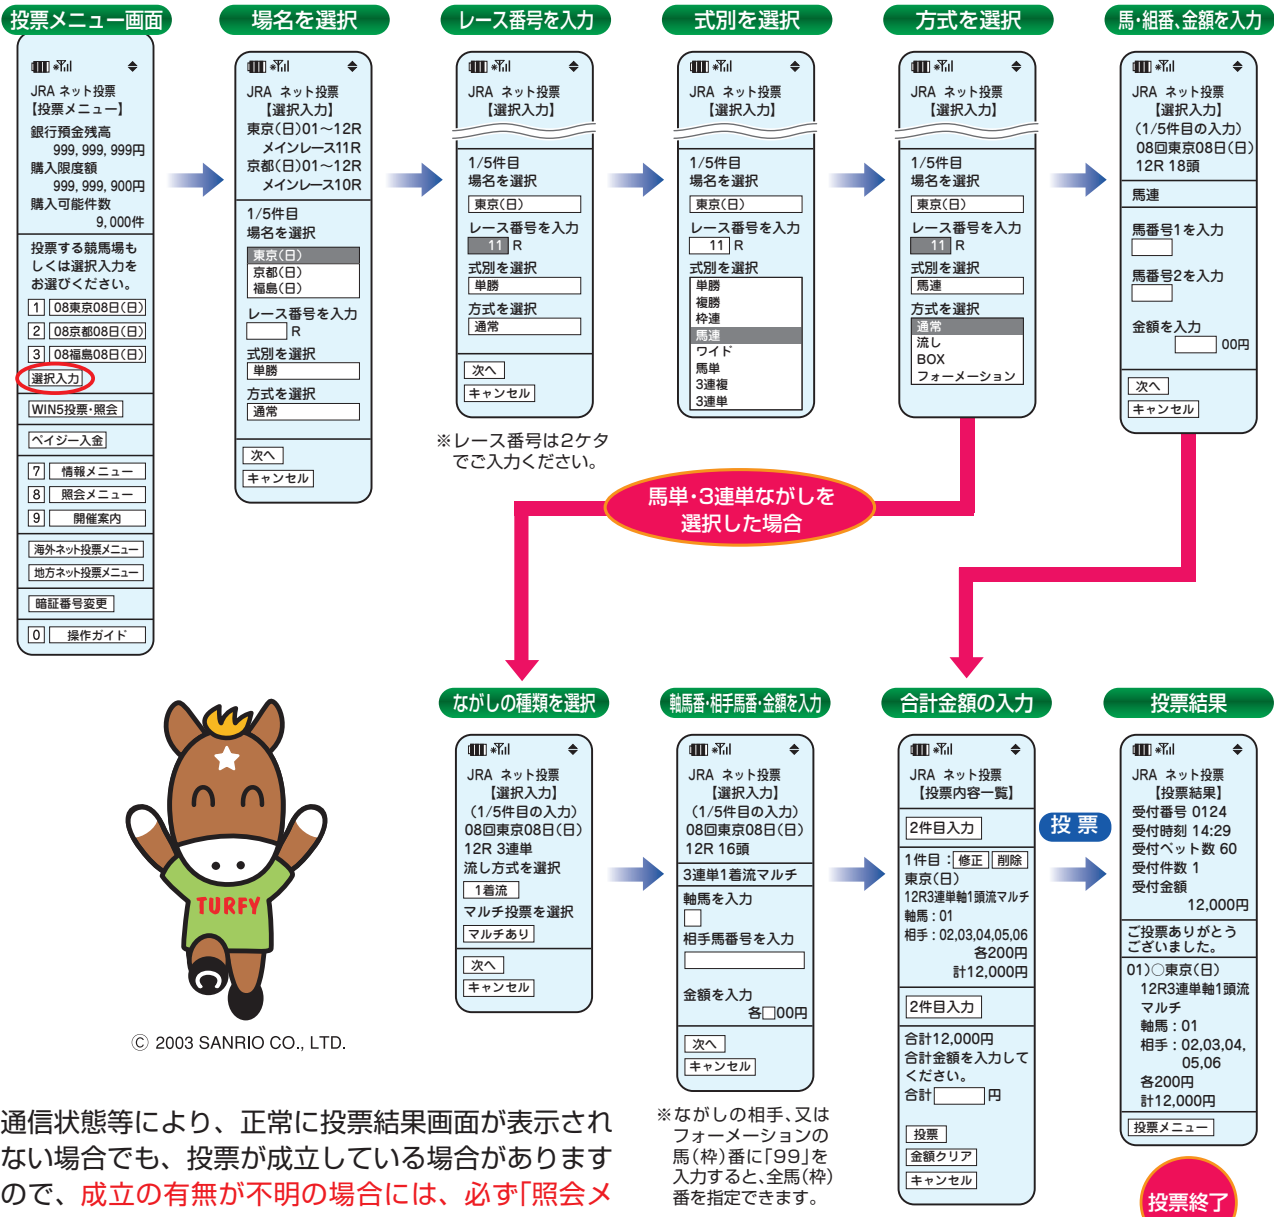 投票メニュー画面
JRA ネット投票
【投票メニュー】
銀行預金残高
999,999,999円
購入限度額
999,999,900円
購入可能件数
9,000件
投票する競馬場も
しくは選択入力を
お選びください。
1 08東京08日(日)
2 08京都08日(日)
3 08福島08日(日)
選択入力
WIN5投票・照会
ペイジー入金
7 情報メニュー
8 照会メニュー
9 開催案内
海外ネット投票メニュー
地方ネット投票メニュー
暗証番号変更
0 操作ガイド
場名を選択
JRA ネット投票
【選択入力】
東京(日)01～12R
メインレース11R
京都(日)01～12R
メインレース10R
1/5件目
場名を選択
東京(日)
京都(日)
福島(日)
レース番号を入力
R
式別を選択
単勝
方式を選択
通常
次へ
キャンセル
レース番号を入力
JRA ネット投票
【選択入力】
1/5件目
場名を選択
東京(日)
レース番号を入力
11 R
式別を選択
単勝
方式を選択
通常
次へ
キャンセル
※レース番号は2ケタ
でご入力ください。
式別を選択
JRA ネット投票
【選択入力】
1/5件目
場名を選択
東京(日)
レース番号を入力
11 R
式別を選択
単勝
複勝
枠連
馬連
ワイド
馬単
3連複
3連単
方式を選択
JRA ネット投票
【選択入力】
1/5件目
場名を選択
東京(日)
レース番号を入力
11 R
式別を選択
馬連
方式を選択
通常
流し
BOX
フォーメーション
馬・組番、金額を入力
JRA ネット投票
【選択入力】
(1/5件目の入力)
08回東京08日(日)
12R 18頭
馬連
馬番号1を入力
馬番号2を入力
金額を入力
00円
次へ
キャンセル
馬単・3連単ながしを
選択した場合
ながしの種類を選択
JRA ネット投票
【選択入力】
(1/5件目の入力)
08回東京08日(日)
12R 3連単
流し方式を選択
1着流
マルチ投票を選択
マルチあり
次へ
キャンセル
軸馬番・相手馬番・金額を入力
JRA ネット投票
【選択入力】
(1/5件目の入力)
08回東京08日(日)
12R 16頭
3連単1着流マルチ
軸馬を入力
相手馬番号を入力
金額を入力
各□00円
次へ
キャンセル
※ながしの相手、又は
フォーメーションの
馬(枠)番に「99」を
入力すると、全馬(枠)
番を指定できます。
合計金額の入力
JRA ネット投票
【投票内容一覧】
2件目入力
1件目：修正 削除
東京(日)
12R3連単軸1頭流マルチ
軸馬：01
相手：02,03,04,05,06
各200円
計12,000円
2件目入力
合計12,000円
合計金額を入力して
ください。
合計 円
投票
金額クリア
キャンセル
投 票
投票結果
JRA ネット投票
【投票結果】
受付番号 0124
受付時刻 14:29
受付ベット数 60
受付件数 1
受付金額
12,000円
ご投票ありがとう
ございました。
01)○東京(日)
12R3連単軸1頭流
マルチ
軸馬：01
相手：02,03,04,
05,06
各200円
計12,000円
投票メニュー
投票終了
TURFY
Ⓒ 2003 SANRIO CO., LTD.
通信状態等により、正常に投票結果画面が表示され
ない場合でも、投票が成立している場合があります
ので、成立の有無が不明の場合には、必ず「照会メ